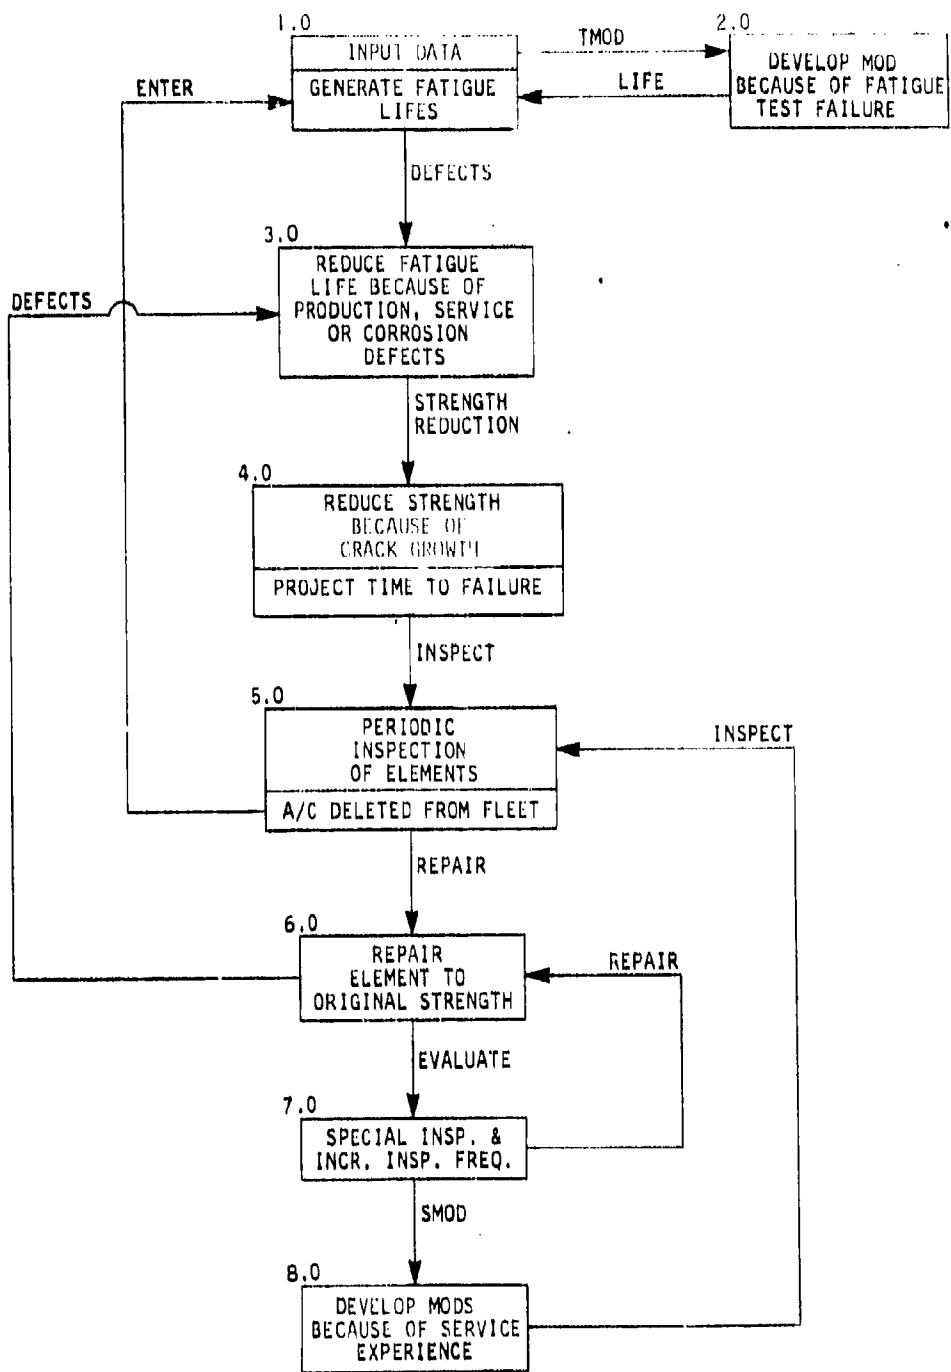 1.0
INPUT DATA
GENERATE FATIGUE
LIFES
TMOD
LIFE
2.0
DEVELOP MOD
BECAUSE OF FATIGUE
TEST FAILURE
ENTER
DEFECTS
3.0
REDUCE FATIGUE
LIFE BECAUSE OF
PRODUCTION, SERVICE
OR CORROSION
DEFECTS
DEFECTS
STRENGTH
REDUCTION
4.0
REDUCE STRENGTH
BECAUSE OF
CRACK GROWTH
PROJECT TIME TO FAILURE
INSPECT
5.0
PERIODIC
INSPECTION
OF ELEMENTS
A/C DELETED FROM FLEET
INSPECT
REPAIR
6.0
REPAIR
ELEMENT TO
ORIGINAL STRENGTH
REPAIR
EVALUATE
7.0
SPECIAL INSP. &
INCR. INSP. FREQ.
SMOD
8.0
DEVELOP MODS
BECAUSE OF SERVICE
EXPERIENCE